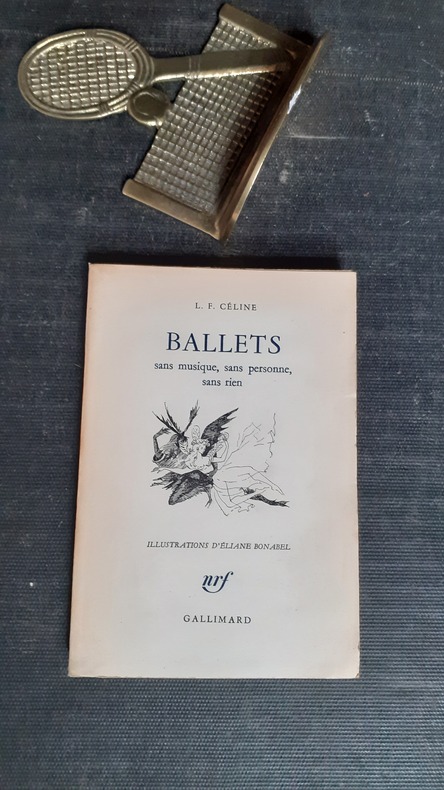 L. F. CÉLINE
BALLETS
sans musique, sans personne,
sans rien
ILLUSTRATIONS D'ÉLIANE BONABEL
nrf
GALLIMARD